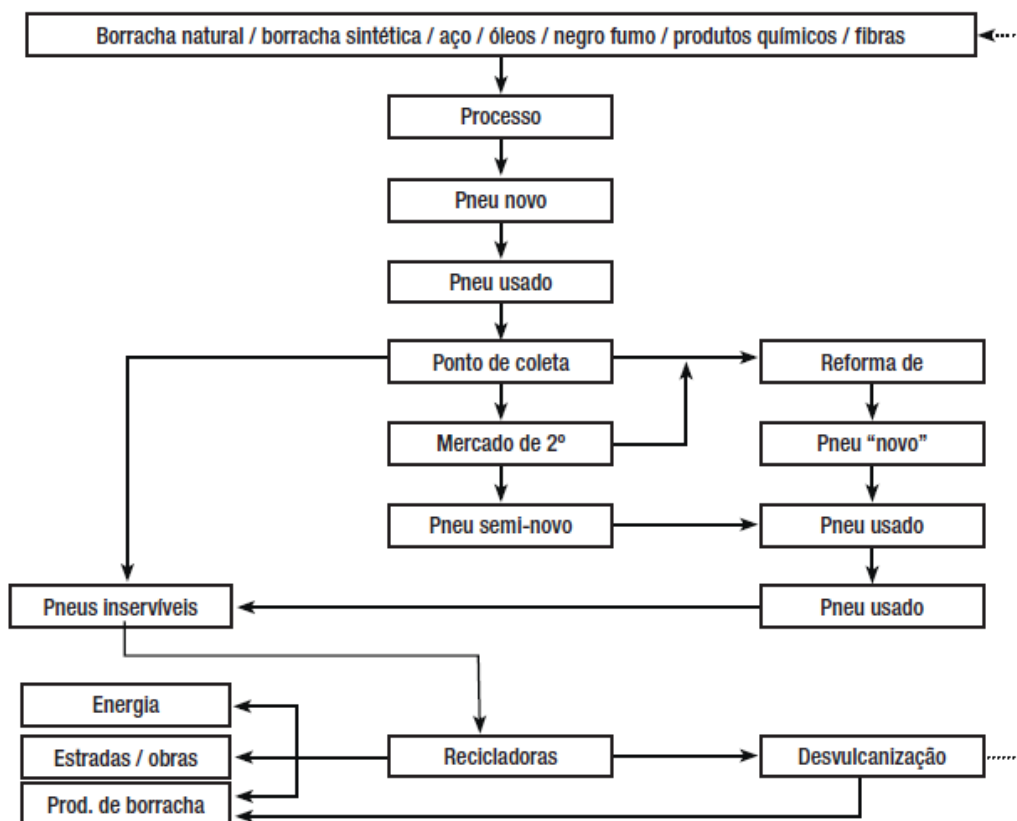 Borracha natural / borracha sintética / aço / óleos / negro fumo / produtos químicos / fibras
Processo
Pneu novo
Pneu usado
Ponto de coleta
Reforma de
Mercado de 2º
Pneu “novo”
Pneu semi-novo
Pneu usado
Pneus inservíveis
Pneu usado
Energia
Estradas / obras
Recicladoras
Desvulcanização
Prod. de borracha